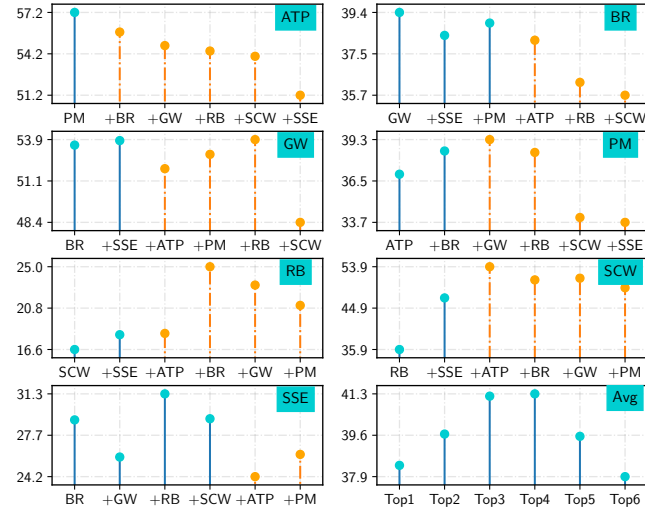 ATP
57.2
54.2
51.2
PM +BR +GW +RB +SCW +SSE
BR
39.4
37.5
35.7
GW +SSE +PM +ATP +RB +SCW
GW
53.9
51.1
48.4
BR +SSE +ATP +PM +RB +SCW
PM
39.3
36.5
33.7
ATP +BR +GW +RB +SCW +SSE
RB
25.0
20.8
16.6
SCW +SSE +ATP +BR +GW +PM
SCW
53.9
44.9
35.9
RB +SSE +ATP +BR +GW +PM
SSE
31.3
27.7
24.2
BR +GW +RB +SCW +ATP +PM
Avg
41.3
39.6
37.9
Top1 Top2 Top3 Top4 Top5 Top6